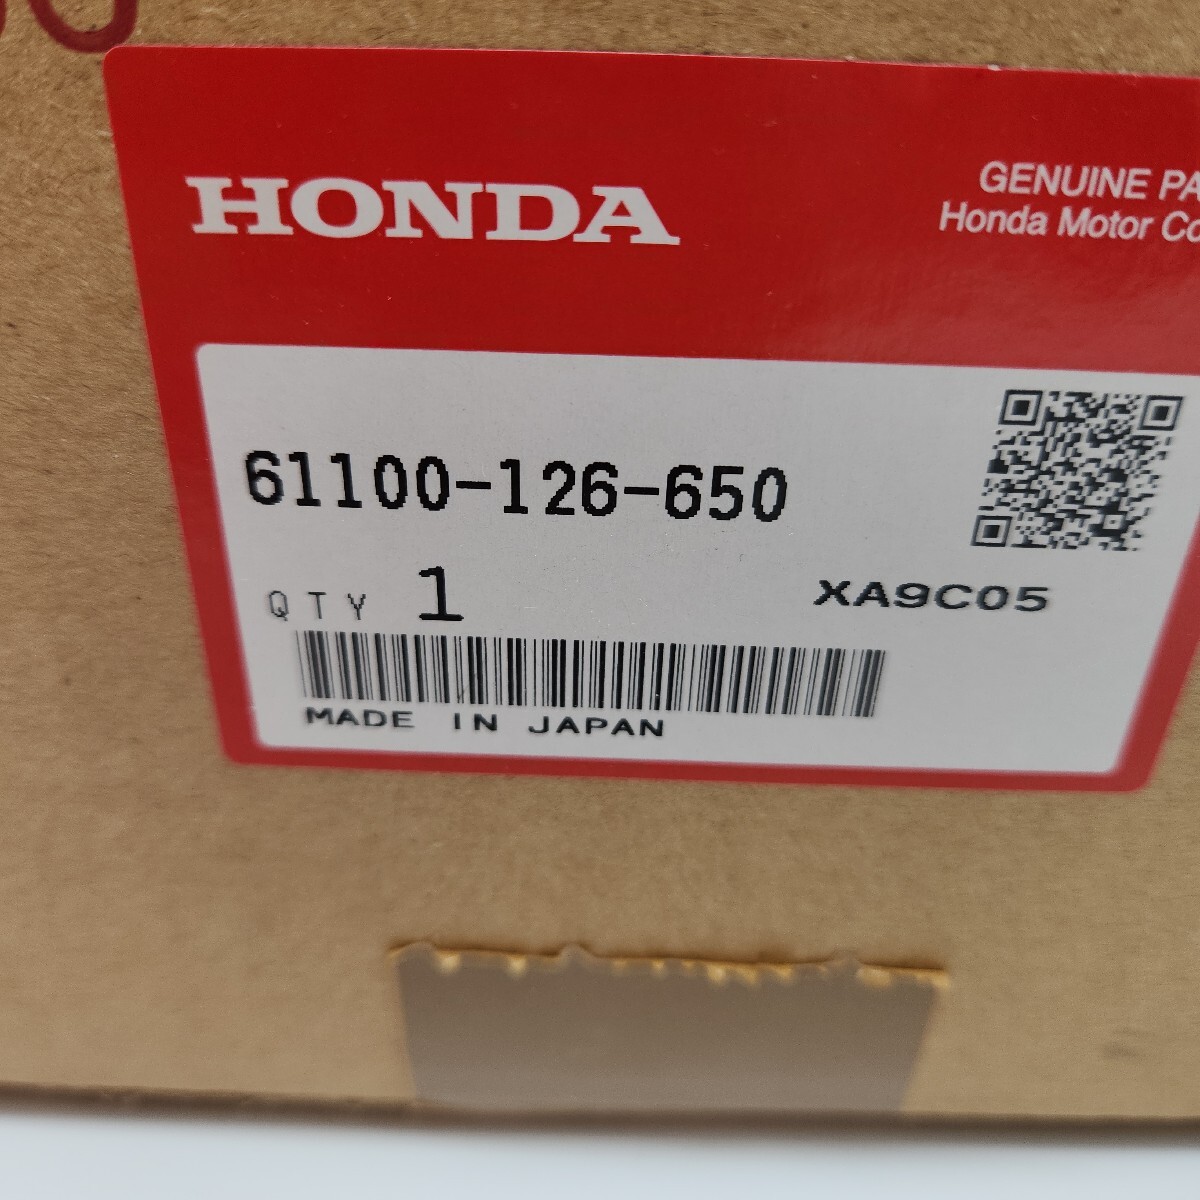 HONDA
GENUINE PA
Honda Motor Co
61100-126-650
QTY 1
XA9C05
MADE IN JAPAN